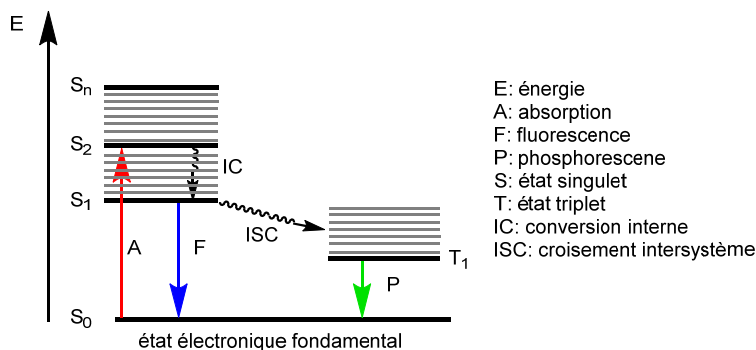 E
Sn
S2
IC
S1
ISC
A
F
T1
P
S0
état électronique fondamental
E: énergie
A: absorption
F: fluorescence
P: phosphorescene
S: état singulet
T: état triplet
IC: conversion interne
ISC: croisement intersystème